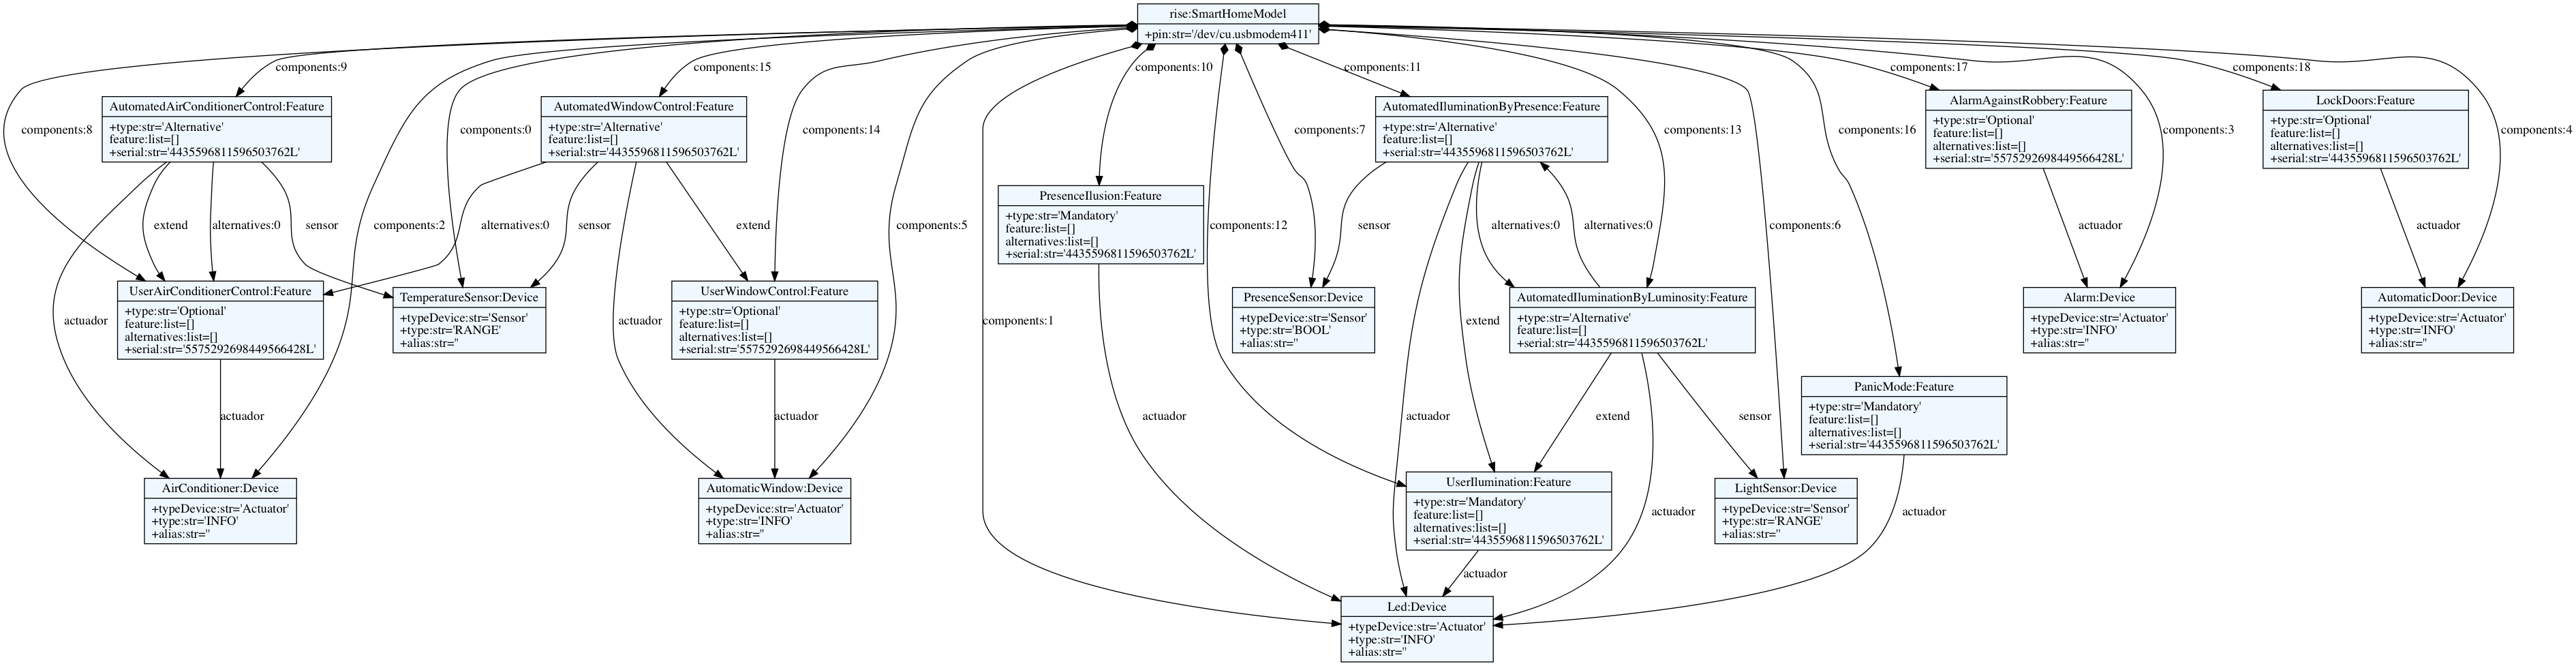 rise:SmartHomeModel
+pin:str='/dev/cu.usbmodem411'
components:9
components:15
components:10
components:11
components:17
components:18
AutomatedAirConditionerControl:Feature
+type:str='Alternative'
feature:list=[]
+serial:str='4435596811596503762L'
AutomatedWindowControl:Feature
+type:str='Alternative'
feature:list=[]
+serial:str='4435596811596503762L'
AutomatedIluminationByPresence:Feature
+type:str='Alternative'
feature:list=[]
+serial:str='4435596811596503762L'
AlarmAgainstRobbery:Feature
+type:str='Optional'
feature:list=[]
alternatives:list=[]
+serial:str='5575292698449566428L'
LockDoors:Feature
+type:str='Optional'
feature:list=[]
alternatives:list=[]
+serial:str='4435596811596503762L'
components:8
components:0
components:14
components:7
components:13
components:16
components:3
components:4
PresenceIlusion:Feature
+type:str='Mandatory'
feature:list=[]
alternatives:list=[]
+serial:str='4435596811596503762L'
extend
alternatives:0
sensor
components:2
alternatives:0
sensor
extend
components:5
components:12
sensor
alternatives:0
alternatives:0
components:6
actuador
actuador
UserAirConditionerControl:Feature
+type:str='Optional'
feature:list=[]
alternatives:list=[]
+serial:str='5575292698449566428L'
TemperatureSensor:Device
+typeDevice:str='Sensor'
+type:str='RANGE'
+alias:str=''
UserWindowControl:Feature
+type:str='Optional'
feature:list=[]
alternatives:list=[]
+serial:str='5575292698449566428L'
PresenceSensor:Device
+typeDevice:str='Sensor'
+type:str='BOOL'
+alias:str=''
AutomatedIluminationByLuminosity:Feature
+type:str='Alternative'
feature:list=[]
+serial:str='4435596811596503762L'
Alarm:Device
+typeDevice:str='Actuator'
+type:str='INFO'
+alias:str=''
AutomaticDoor:Device
+typeDevice:str='Actuator'
+type:str='INFO'
+alias:str=''
actuador
actuador
components:1
extend
PanicMode:Feature
+type:str='Mandatory'
feature:list=[]
alternatives:list=[]
+serial:str='4435596811596503762L'
actuador
actuador
actuador
actuador
extend
sensor
AirConditioner:Device
+typeDevice:str='Actuator'
+type:str='INFO'
+alias:str=''
AutomaticWindow:Device
+typeDevice:str='Actuator'
+type:str='INFO'
+alias:str=''
UserIlumination:Feature
+type:str='Mandatory'
feature:list=[]
alternatives:list=[]
+serial:str='4435596811596503762L'
LightSensor:Device
+typeDevice:str='Sensor'
+type:str='RANGE'
+alias:str=''
actuador
actuador
actuador
Led:Device
+typeDevice:str='Actuator'
+type:str='INFO'
+alias:str=''